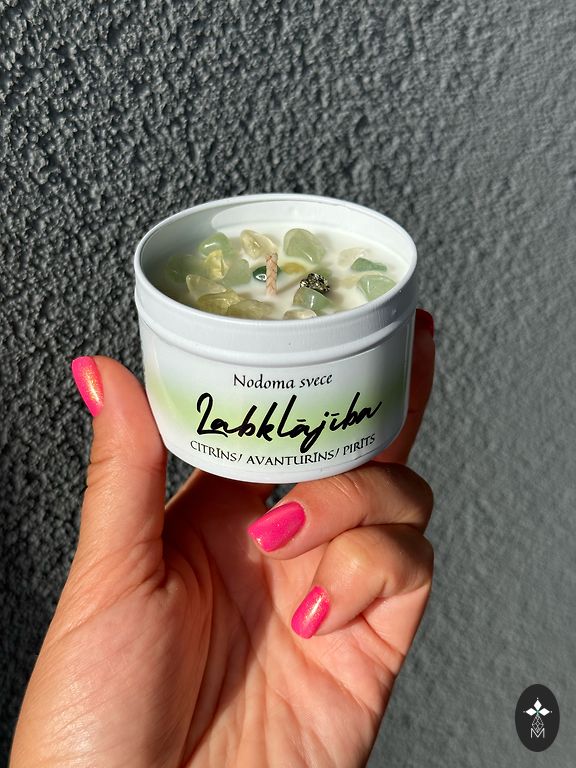 Nodoma svece
Labklājība
CITRĪNS/ AVANTURĪNS/ PIRĪTS
M